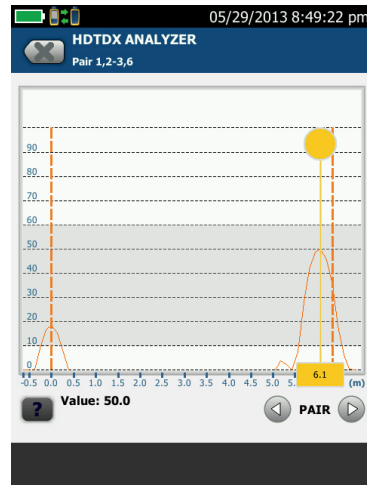 05/29/2013 8:49:22 pm
HDTDX ANALYZER
Pair 1,2-3,6
90
80
70
60
50
40
30
20
10
0
-0.5 0.0 0.5 1.0 1.5 2.0 2.5 3.0 3.5 4.0 4.5 5.0 5. 6.1 (m)
? Value: 50.0 PAIR